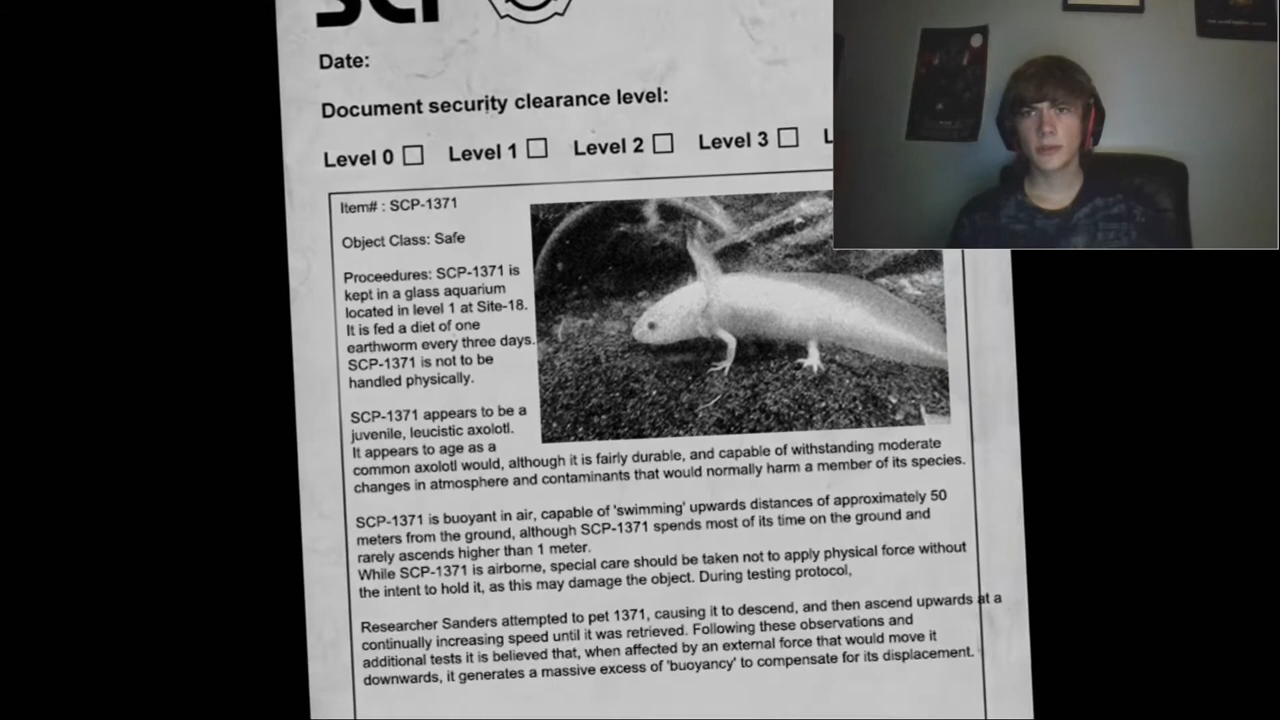 SCP
Date:
Document security clearance level:
Level 0 Level 1 Level 2 Level 3 L
Item# : SCP-1371
Object Class: Safe
Proceedures: SCP-1371 is
kept in a glass aquarium
located in level 1 at Site-18.
It is fed a diet of one
earthworm every three days.
SCP-1371 is not to be
handled physically.
SCP-1371 appears to be a
juvenile, leucistic axolotl.
It appears to age as a
common axolotl would, although it is fairly durable, and capable of withstanding moderate
changes in atmosphere and contaminants that would normally harm a member of its species.
SCP-1371 is buoyant in air, capable of 'swimming' upwards distances of approximately 50
meters from the ground, although SCP-1371 spends most of its time on the ground and
rarely ascends higher than 1 meter.
While SCP-1371 is airborne, special care should be taken not to apply physical force without
the intent to hold it, as this may damage the object. During testing protocol,
Researcher Sanders attempted to pet 1371, causing it to descend, and then ascend upwards at a
continually increasing speed until it was retrieved. Following these observations and
additional tests it is believed that, when affected by an external force that would move it
downwards, it generates a massive excess of 'buoyancy' to compensate for its displacement.